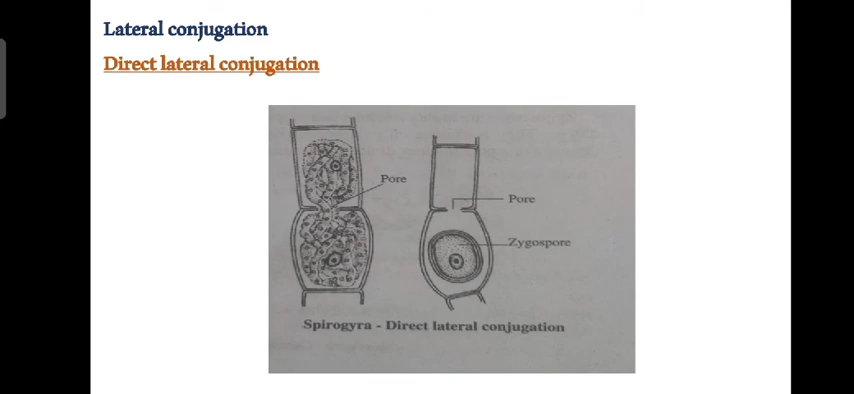 Lateral conjugation
Direct lateral conjugation
Pore
Pore
Zygospore
Spirogyra - Direct lateral conjugation